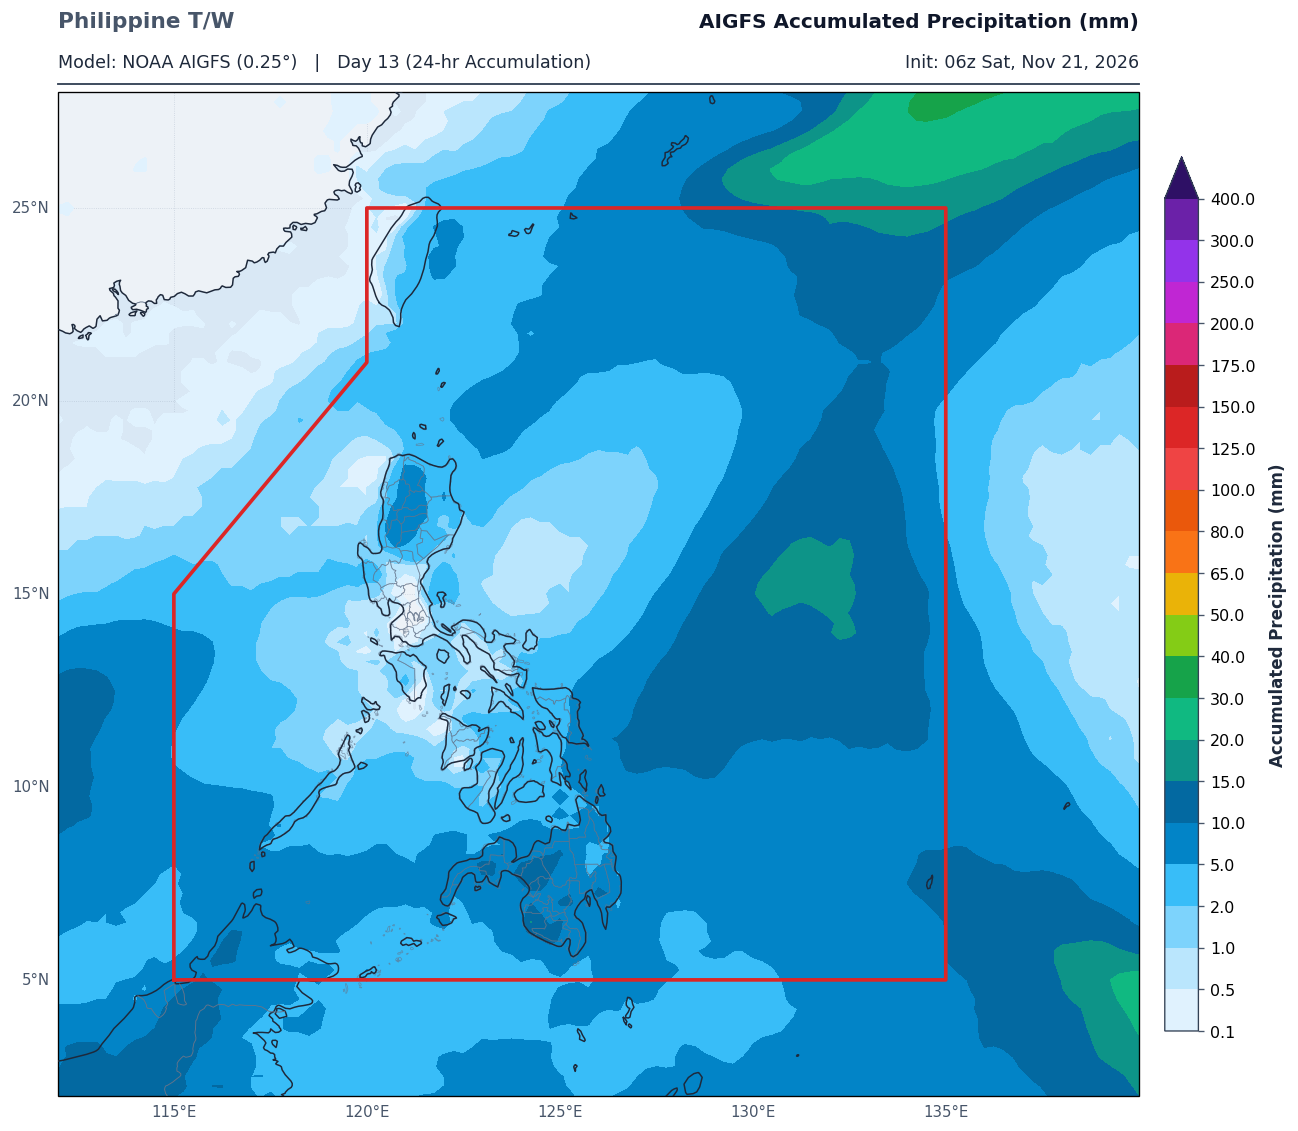 Philippine T/W
AIGFS Accumulated Precipitation (mm)
Model: NOAA AIGFS (0.25°)   |   Day 13 (24-hr Accumulation)
Init: 06z Sat, Nov 21, 2026
25°N
20°N
15°N
10°N
5°N
115°E
120°E
125°E
130°E
135°E
400.0
300.0
250.0
200.0
175.0
150.0
125.0
100.0
80.0
65.0
50.0
40.0
30.0
20.0
15.0
10.0
5.0
2.0
1.0
0.5
0.1
Accumulated Precipitation (mm)